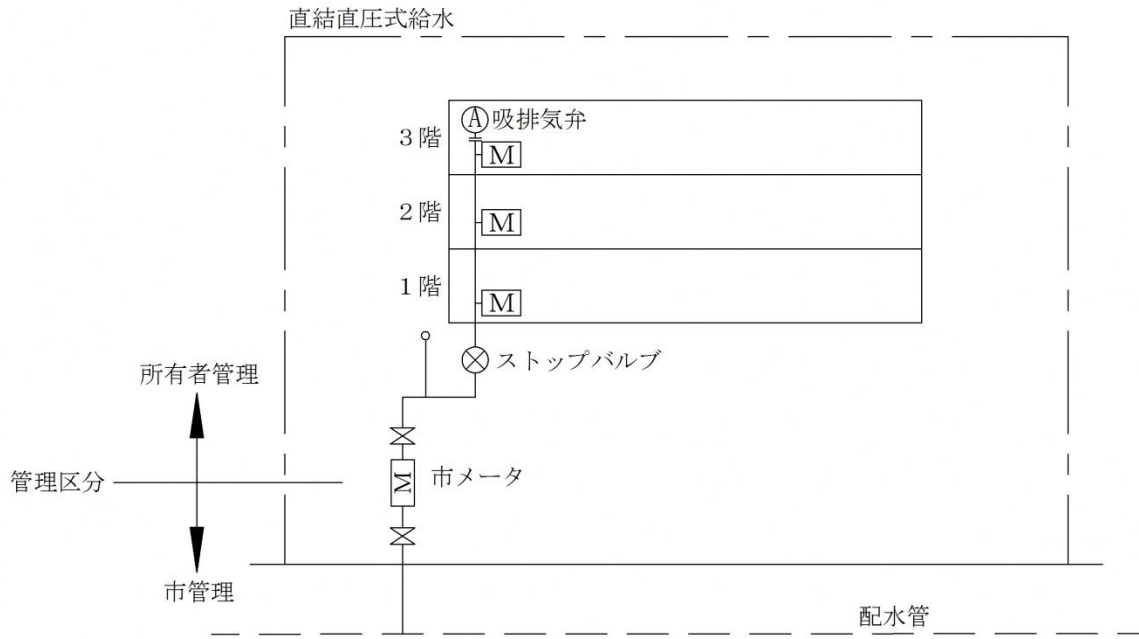 直結直圧式給水
Ⓐ吸排気弁
3階
M
2階
M
1階
M
ストップバルブ
所有者管理
管理区分
M
市メータ
市管理
配水管